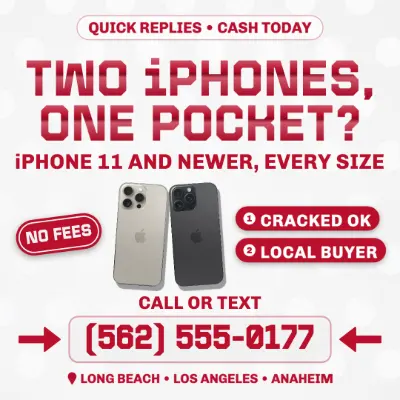 QUICK REPLIES • CASH TODAY
TWO iPHONES,
ONE POCKET?
iPHONE 11 AND NEWER, EVERY SIZE
NO FEES
1 CRACKED OK
2 LOCAL BUYER
CALL OR TEXT
(562) 555-0177
LONG BEACH • LOS ANGELES • ANAHEIM